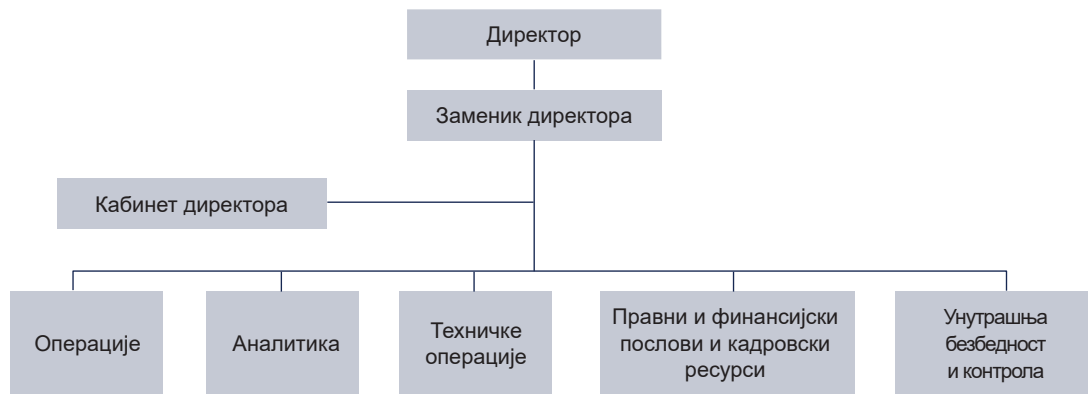 Директор
Заменик директора
Кабинет директора
Операције
Аналитика
Техничке
операције
Правни и финансијски
послови и кадровски
ресурси
Унутрашња
безбедност
и контрола